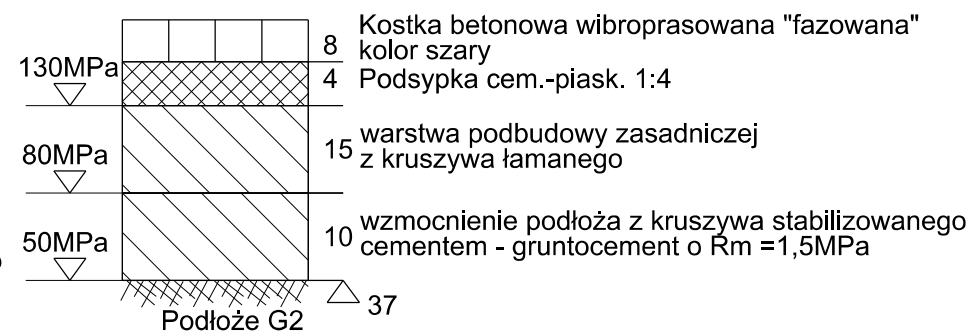 8 Kostka betonowa wibroprasowana "fazowana"
kolor szary
130MPa
4 Podsypka cem.-piask. 1:4
15 warstwa podbudowy zasadniczej
z kruszywa łamanego
80MPa
10 wzmocnienie podłoża z kruszywa stabilizowanego
cementem - gruntocement o Rm =1,5MPa
50MPa
37
Podłoże G2